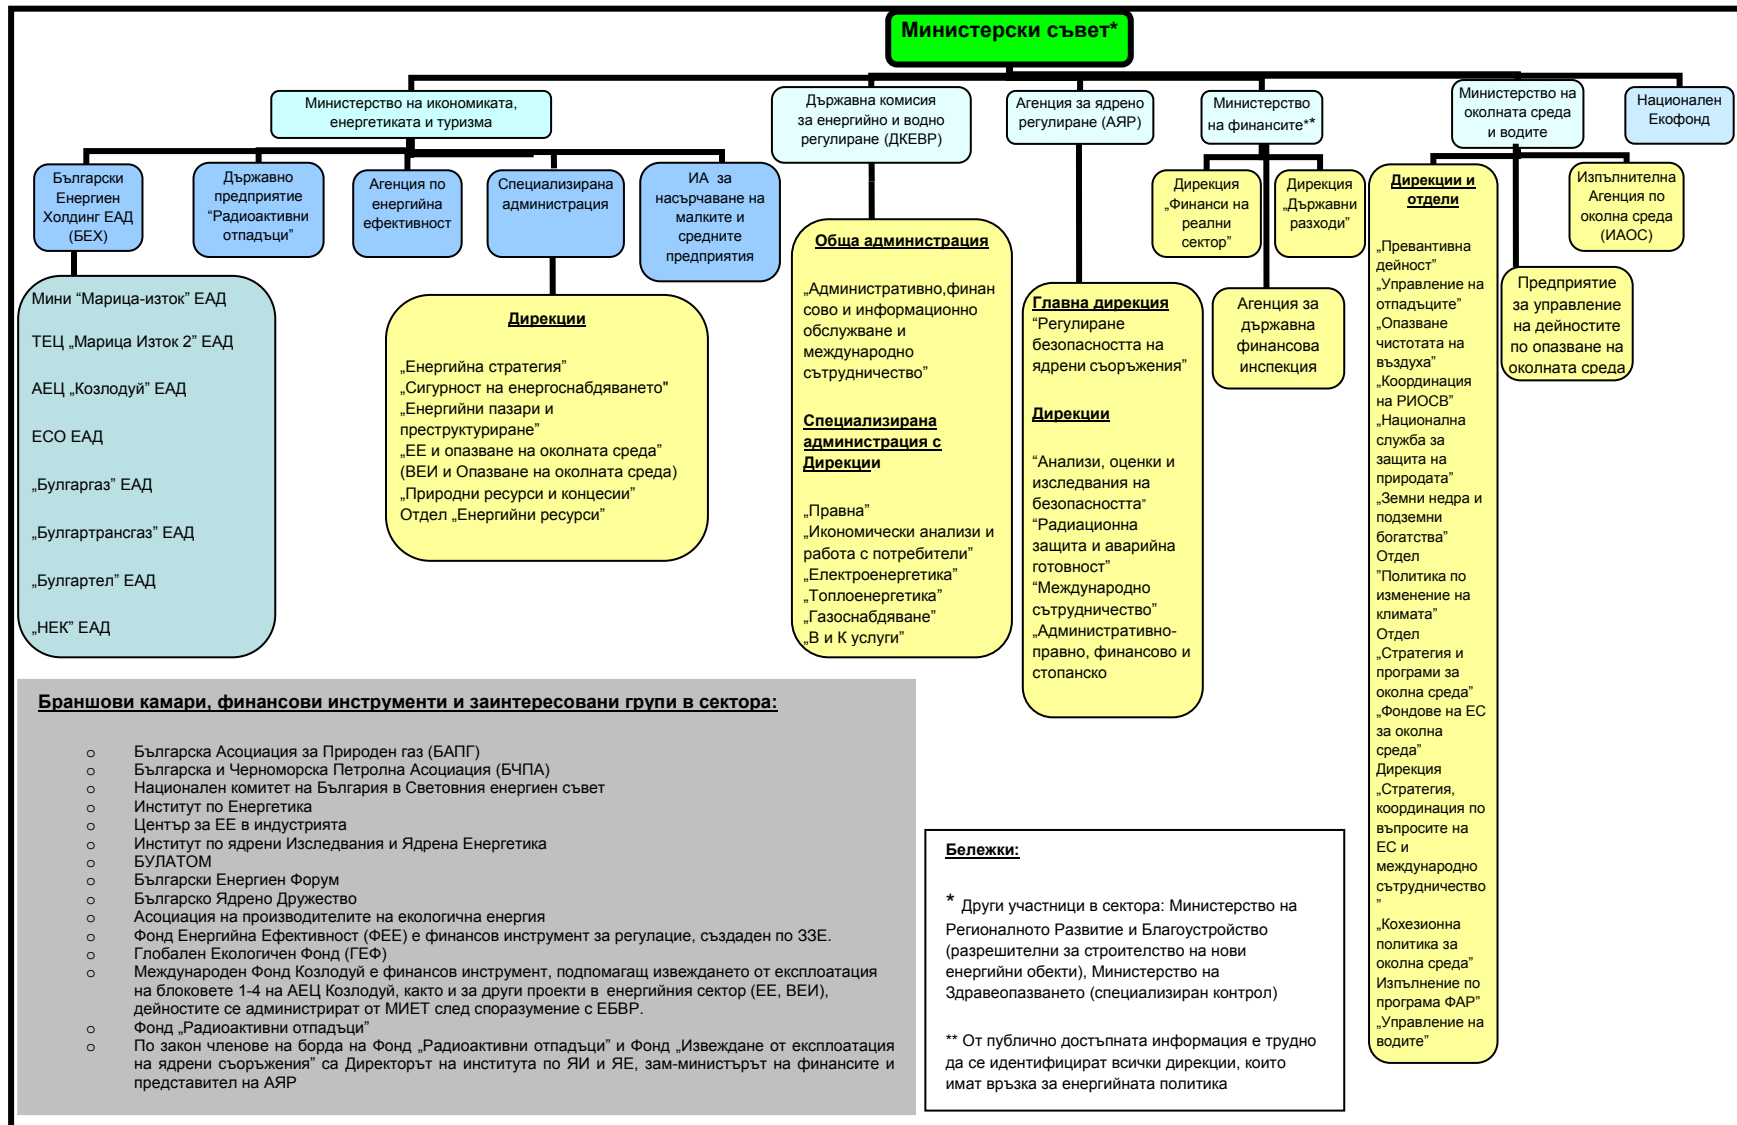 Министерски съвет*
Министерство на икономиката,
енергетиката и туризма
Държавна комисия
за енергийно и водно
регулиране (ДКЕВР)
Агенция за ядрено
регулиране (АЯР)
Министерство
на финансите**
Министерство на
околната среда
и водите
Национален
Екофонд
Български
Енергиен
Холдинг ЕАД
(БЕХ)
Държавно
предприятие
“Радиоактивни
отпадъци”
Агенция по
енергийна
ефективност
Специализирана
администрация
ИА за
насърчаване на
малките и
средните
предприятия
Мини “Марица-изток” ЕАД
ТЕЦ „Марица Изток 2” ЕАД
АЕЦ „Козлодуй” ЕАД
ЕСО ЕАД
„Булгаргаз” ЕАД
„Булгартрансгаз” ЕАД
„Булгартел” ЕАД
„НЕК” ЕАД
Дирекции
„Енергийна стратегия”
„Сигурност на енергоснабдяването"
„Енергийни пазари и
преструктуриране”
„ЕЕ и опазване на околната среда”
(ВЕИ и Опазване на околната среда)
„Природни ресурси и концесии”
Отдел „Енергийни ресурси”
Обща администрация
„Административно,финан
сово и информационно
обслужване и
международно
сътрудничество”
Специализирана
администрация с
Дирекции
„Правна”
„Икономически анализи и
работа с потребители”
„Електроенергетика”
„Топлоенергетика”
„Газоснабдяване”
„В и К услуги”
Главна дирекция
“Регулиране
безопасността на
ядрени съоръжения”
Дирекции
“Анализи, оценки и
изследвания на
безопасността”
“Радиационна
защита и аварийна
готовност”
“Международно
сътрудничество”
„Административно-
правно, финансово и
стопанско
Дирекция
„Финанси на
реални
сектор”
Дирекция
„Държавни
разходи”
Агенция за
държавна
финансова
инспекция
Дирекции и
отдели
„Превантивна
дейност”
„Управление на
отпадъците”
„Опазване
чистотата на
въздуха”
„Координация
на РИОСВ”
„Национална
служба за
защита на
природата”
„Земни недра и
подземни
богатства”
Отдел
”Политика по
изменение на
климата”
Отдел
„Стратегия и
програми за
околна среда”
„Фондове на ЕС
за околна
среда”
Дирекция
„Стратегия,
координация по
въпросите на
ЕС и
международно
сътрудничество
”
„Кохезионна
политика за
околна среда”
Изпълнение по
програма ФАР”
„Управление на
водите”
Изпълнителна
Агенция по
околна среда
(ИАОС)
Предприятие
за управление
на дейностите
по опазване на
околната среда
Браншови камари, финансови инструменти и заинтересовани групи в сектора:
o Българска Асоциация за Природен газ (БАПГ)
o Българска и Черноморска Петролна Асоциация (БЧПА)
o Национален комитет на България в Световния енергиен съвет
o Институт по Енергетика
o Център за ЕЕ в индустрията
o Институт по ядрени Изследвания и Ядрена Енергетика
o БУЛАТОМ
o Български Енергиен Форум
o Българско Ядрено Дружество
o Асоциация на производителите на екологична енергия
o Фонд Енергийна Ефективност (ФЕЕ) е финансов инструмент за регулацие, създаден по ЗЗЕ.
o Глобален Екологичен Фонд (ГЕФ)
o Международен Фонд Козлодуй е финансов инструмент, подпомагащ извеждането от експлоатация
на блоковете 1-4 на АЕЦ Козлодуй, както и за други проекти в енергийния сектор (ЕЕ, ВЕИ),
дейностите се администрират от МИЕТ след споразумение с ЕБВР.
o Фонд „Радиоактивни отпадъци”
o По закон членове на борда на Фонд „Радиоактивни отпадъци” и Фонд „Извеждане от експлоатация
на ядрени съоръжения” са Директорът на института по ЯИ и ЯЕ, зам-министърът на финансите и
представител на АЯР
Бележки:
* Други участници в сектора: Министерство на
Регионалното Развитие и Благоустройство
(разрешителни за строителство на нови
енергийни обекти), Министерство на
Здравеопазването (специализиран контрол)
** От публично достъпната информация е трудно
да се идентифицират всички дирекции, които
имат връзка за енергийната политика